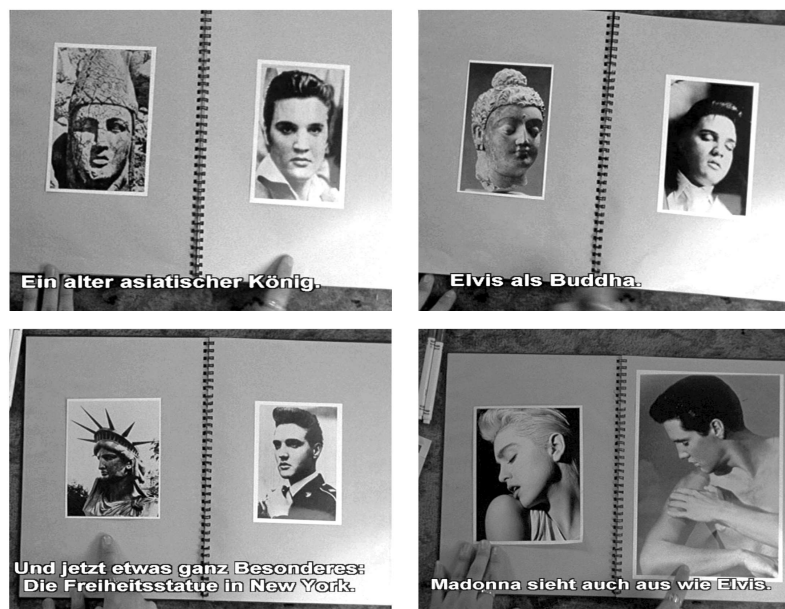 Ein alter asiatischer König.
Elvis als Buddha.
Und jetzt etwas ganz Besonderes:
Die Freiheitsstatue in New York.
Madonna sieht auch aus wie Elvis.